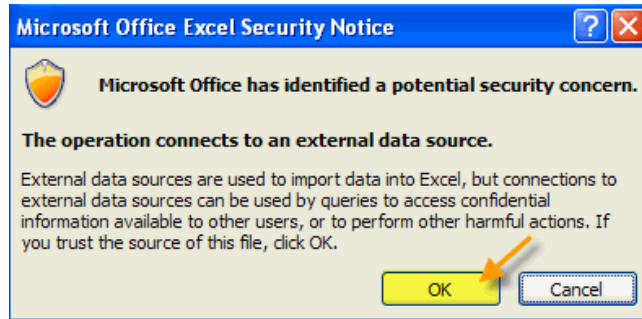 Microsoft Office Excel Security Notice
Microsoft Office has identified a potential security concern.
The operation connects to an external data source.
External data sources are used to import data into Excel, but connections to
external data sources can be used by queries to access confidential
information available to other users, or to perform other harmful actions. If
you trust the source of this file, click OK.
OK Cancel